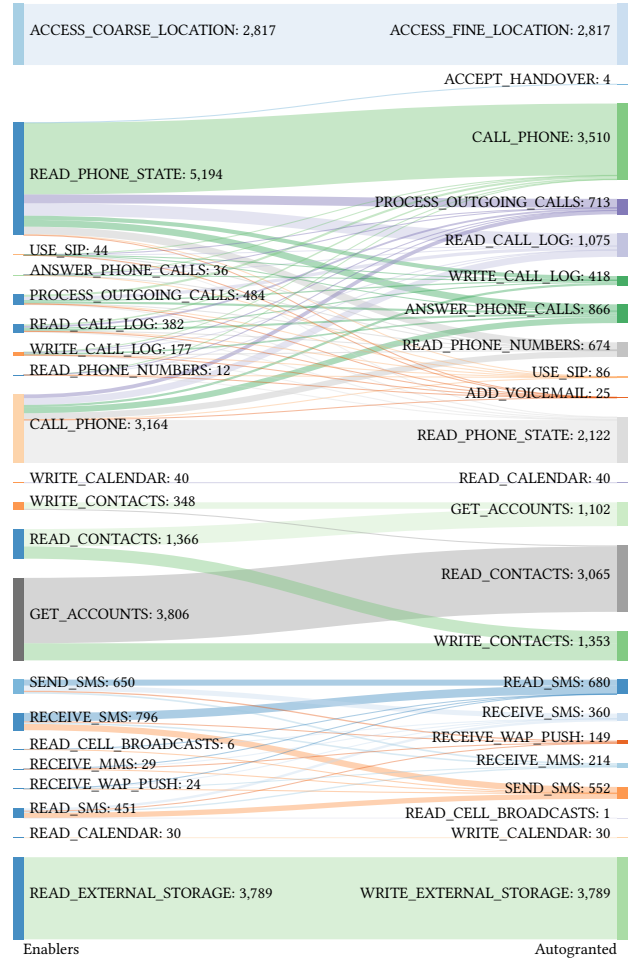 ACCESS_COARSE_LOCATION: 2,817
ACCESS_FINE_LOCATION: 2,817
ACCEPT_HANDOVER: 4
CALL_PHONE: 3,510
READ_PHONE_STATE: 5,194
PROCESS_OUTGOING_CALLS: 713
READ_CALL_LOG: 1,075
USE_SIP: 44
ANSWER_PHONE_CALLS: 36
WRITE_CALL_LOG: 418
PROCESS_OUTGOING_CALLS: 484
ANSWER_PHONE_CALLS: 866
READ_CALL_LOG: 382
READ_PHONE_NUMBERS: 674
WRITE_CALL_LOG: 177
READ_PHONE_NUMBERS: 12
USE_SIP: 86
ADD_VOICEMAIL: 25
CALL_PHONE: 3,164
READ_PHONE_STATE: 2,122
WRITE_CALENDAR: 40
READ_CALENDAR: 40
WRITE_CONTACTS: 348
GET_ACCOUNTS: 1,102
READ_CONTACTS: 1,366
READ_CONTACTS: 3,065
GET_ACCOUNTS: 3,806
WRITE_CONTACTS: 1,353
SEND_SMS: 650
READ_SMS: 680
RECEIVE_SMS: 796
RECEIVE_SMS: 360
READ_CELL_BROADCASTS: 6
RECEIVE_WAP_PUSH: 149
RECEIVE_MMS: 29
RECEIVE_MMS: 214
RECEIVE_WAP_PUSH: 24
SEND_SMS: 552
READ_SMS: 451
READ_CELL_BROADCASTS: 1
READ_CALENDAR: 30
WRITE_CALENDAR: 30
READ_EXTERNAL_STORAGE: 3,789
WRITE_EXTERNAL_STORAGE: 3,789
Enablers
Autogranted